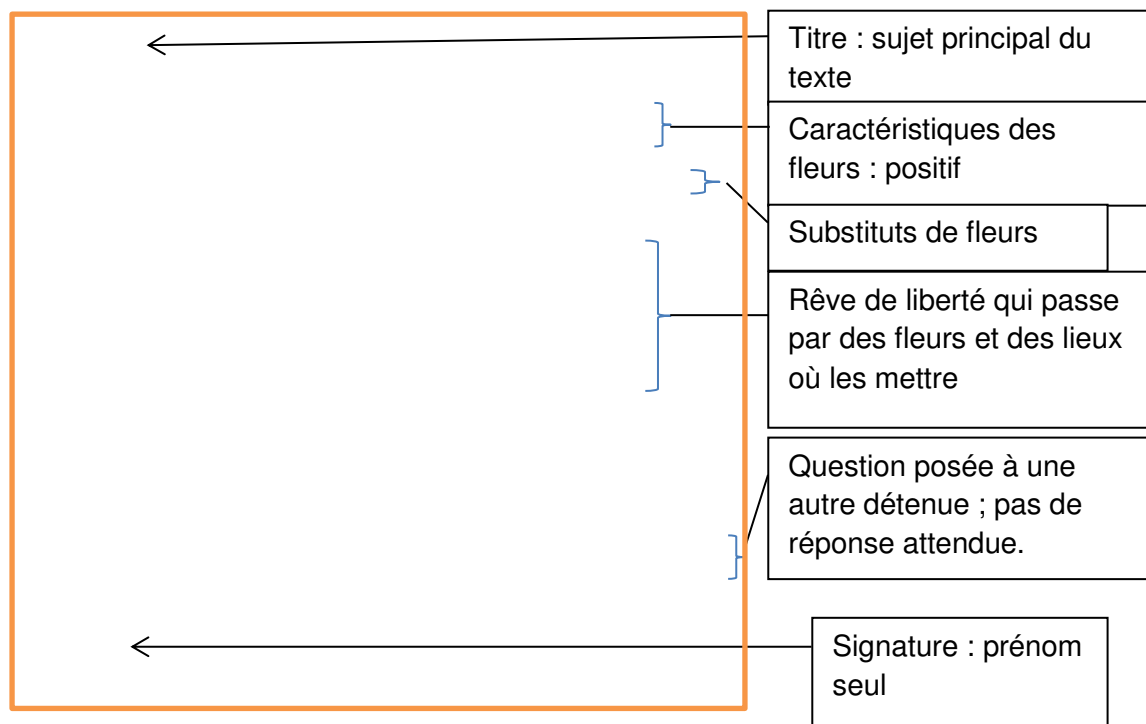 Titre : sujet principal du
texte
Caractéristiques des
fleurs : positif
Substituts de fleurs
Rêve de liberté qui passe
par des fleurs et des lieux
où les mettre
Question posée à une
autre détenue ; pas de
réponse attendue.
Signature : prénom
seul